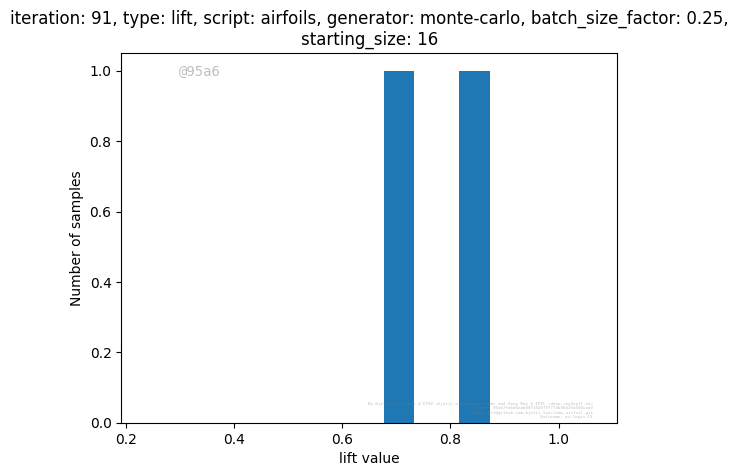 iteration: 91, type: lift, script: airfoils, generator: monte-carlo, batch_size_factor: 0.25,
starting_size: 16
@95a6
1.0
0.8
0.6
0.4
0.2
0.0
Number of samples
0.2 0.4 0.6 0.8 1.0
lift value